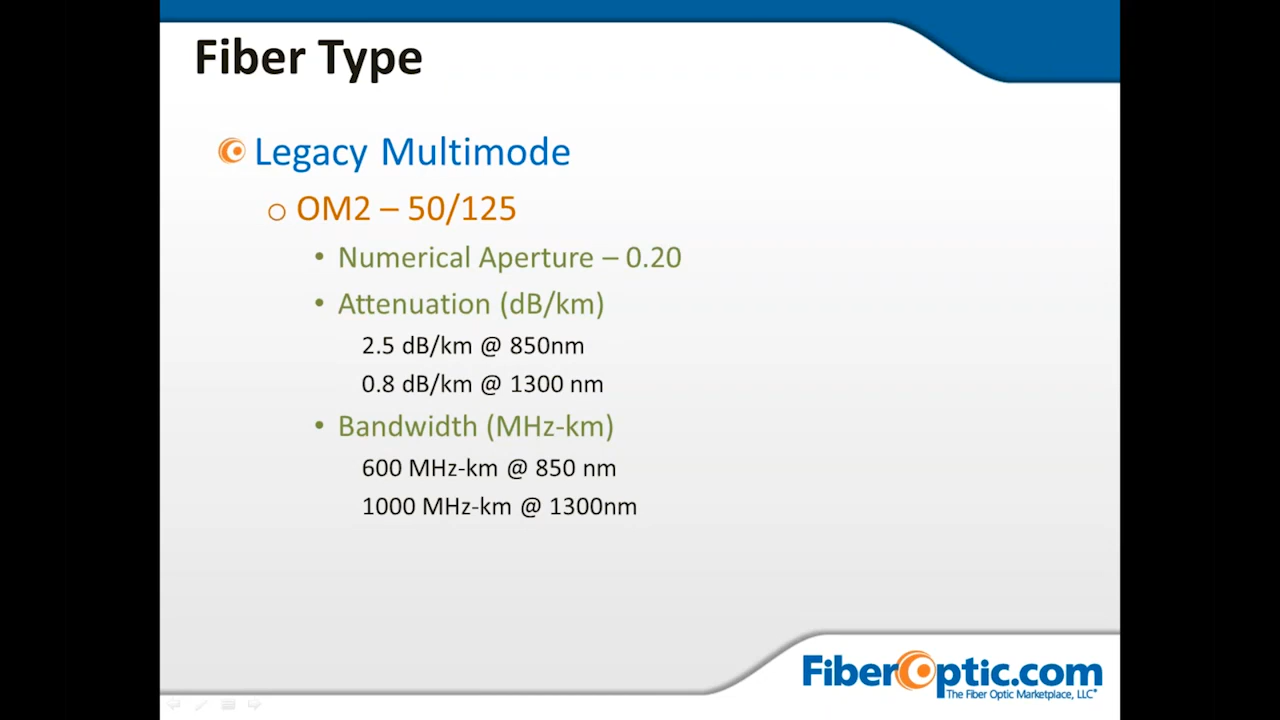 Fiber Type
Legacy Multimode
OM2 – 50/125
• Numerical Aperture – 0.20
• Attenuation (dB/km)
2.5 dB/km @ 850nm
0.8 dB/km @ 1300 nm
• Bandwidth (MHz-km)
600 MHz-km @ 850 nm
1000 MHz-km @ 1300nm
FiberOptic.com
The Fiber Optic Marketplace, LLC